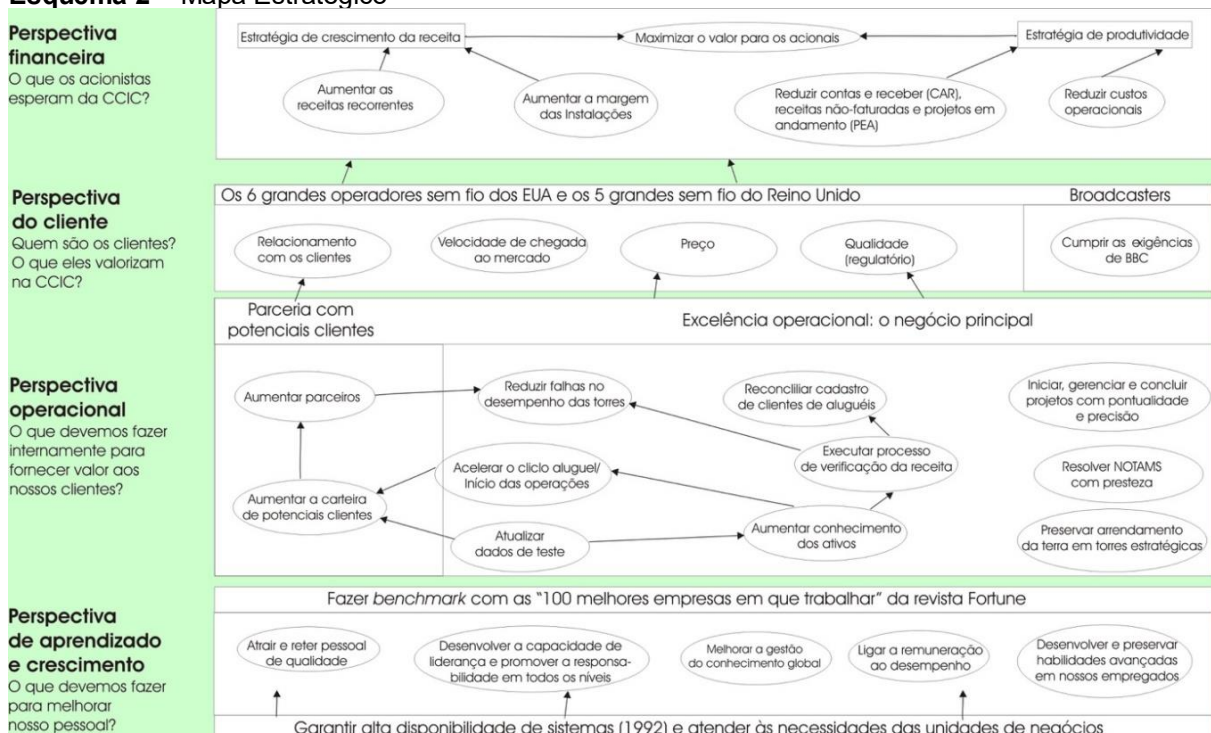 Esquema 2 – Mapa Estratégico
Perspectiva
financeira
O que os acionistas
esperam da CCIC?
Estratégia de crescimento da receita
Maximizar o valor para os acionais
Estratégia de produtividade
Aumentar as
receitas recorrentes
Aumentar a margem
das Instalações
Reduzir contas e receber (CAR),
receitas não-faturadas e projetos em
andamento (PEA)
Reduzir custos
operacionais
Perspectiva
do cliente
Quem são os clientes?
O que eles valorizam
na CCIC?
Os 6 grandes operadores sem fio dos EUA e os 5 grandes sem fio do Reino Unido
Broadcasters
Relacionamento
com os clientes
Velocidade de chegada
ao mercado
Preço
Qualidade
(regulatório)
Cumprir as exigências
de BBC
Parceria com
potenciais clientes
Excelência operacional: o negócio principal
Perspectiva
operacional
O que devemos fazer
internamente para
fornecer valor aos
nossos clientes?
Aumentar parceiros
Reduzir falhas no
desempenho das torres
Reconcliliar cadastro
de clientes de aluguéis
Iniciar, gerenciar e concluir
projetos com pontualidade
e precisão
Aumentar a carteira
de potenciais clientes
Acelerar o cliclo aluguel/
Início das operações
Executar processo
de verificação da receita
Resolver NOTAMS
com presteza
Atualizar
dados de teste
Aumentar conhecimento
dos ativos
Preservar arrendamento
da terra em torres estratégicas
Perspectiva
de aprendizado
e crescimento
O que devemos fazer
para melhorar
nosso pessoal?
Fazer benchmark com as "100 melhores empresas em que trabalhar" da revista Fortune
Atrair e reter pessoal
de qualidade
Desenvolver a capacidade de
liderança e promover a responsa-
bilidade em todos os níveis
Melhorar a gestão
do conhecimento global
Ligar a remuneração
ao desempenho
Desenvolver e preservar
habilidades avançadas
em nossos empregados
Garantir alta disponibilidade de sistemas (1992) e atender às necessidades das unidades de negócios